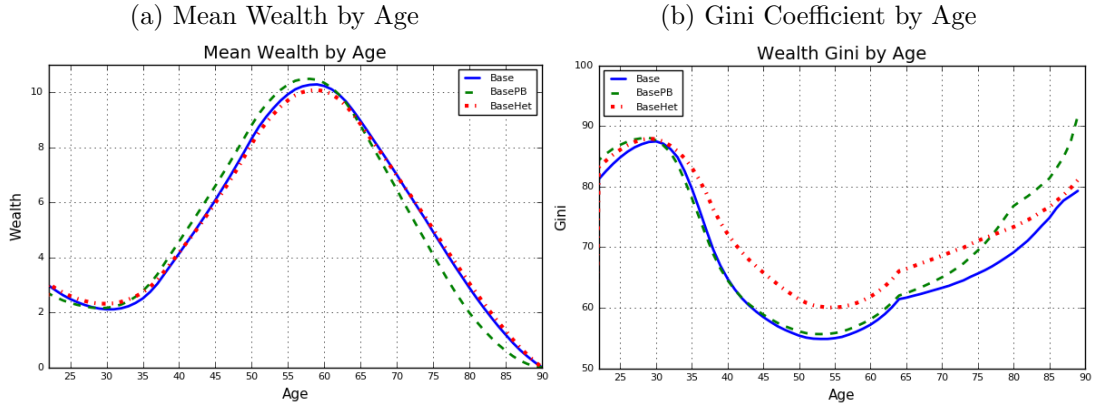 (a) Mean Wealth by Age
Mean Wealth by Age
10
8
6
4
2
0
Wealth
Base
BasePB
BaseHet
25 30 35 40 45 50 55 60 65 70 75 80 85 90
Age
(b) Gini Coefficient by Age
Wealth Gini by Age
100
90
80
70
60
50
Gini
Base
BasePB
BaseHet
25 30 35 40 45 50 55 60 65 70 75 80 85 90
Age